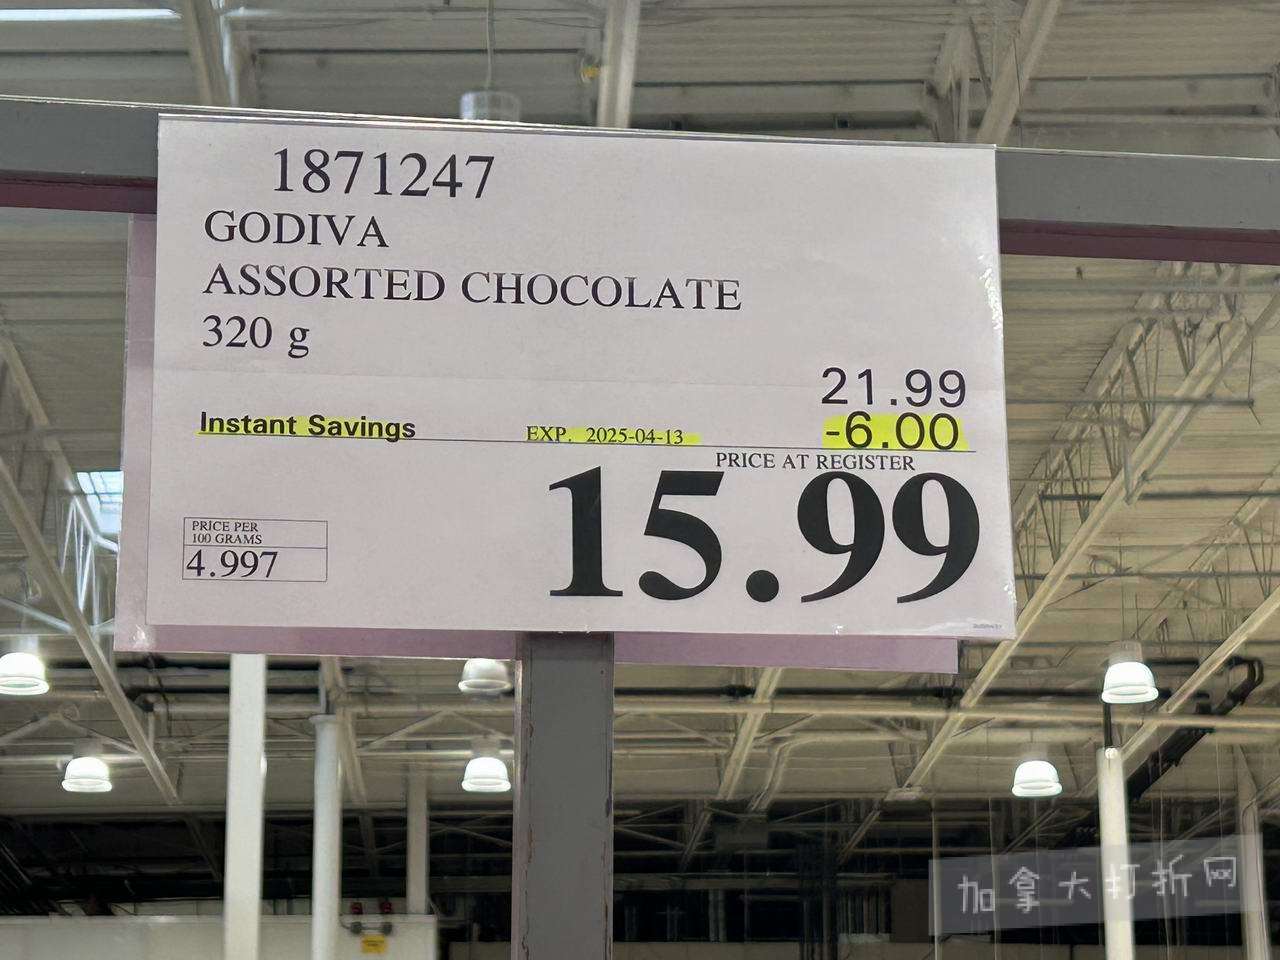 1871247
GODIVA
ASSORTED CHOCOLATE
320 g
21.99
Instant Savings EXP. 2025-04-13 -6.00
PRICE AT REGISTER
15.99
PRICE PER
100 GRAMS
4.997
加拿大打折网